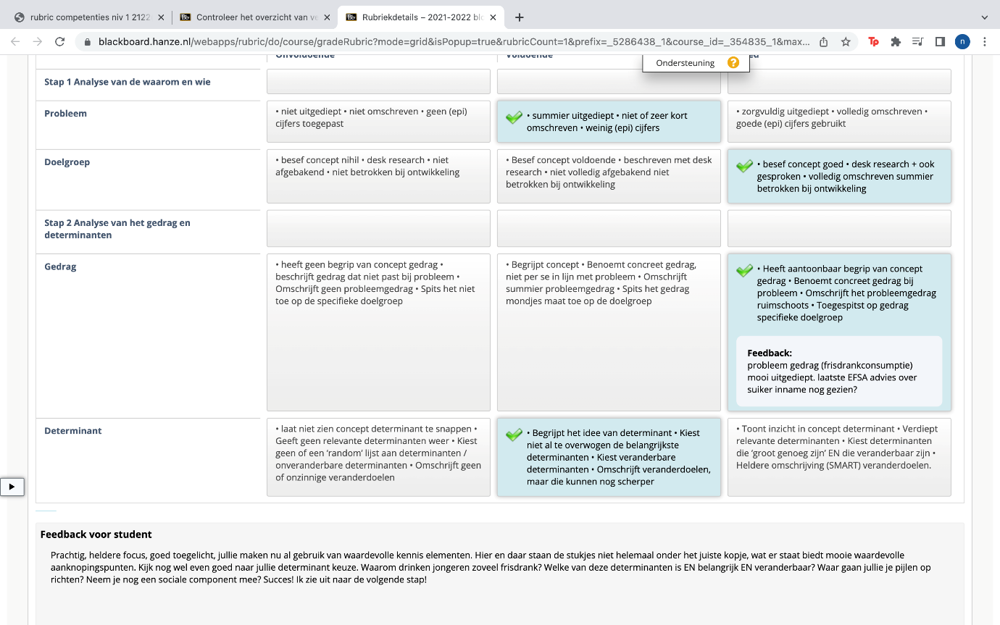 rubric competenties niv 1 2122
Controleer het overzicht van ve
Rubriekdetails – 2021-2022 blo
blackboard.hanze.nl/webapps/rubric/do/course/gradeRubric?mode=grid&isPopup=true&rubricCount=1&prefix=_5286438_1&course_id=_354835_1&max...
Tp
n
Ondersteuning ?
Stap 1 Analyse van de waarom en wie
Probleem
• niet uitgediept • niet omschreven • geen (epi)
cijfers toegepast
• summier uitgediept • niet of zeer kort
omschreven • weinig (epi) cijfers
• zorgvuldig uitgediept • volledig omschreven •
goede (epi) cijfers gebruikt
Doelgroep
• besef concept nihil • desk research • niet
afgebakend • niet betrokken bij ontwikkeling
• Besef concept voldoende • beschreven met desk
research • niet volledig afgebakend niet
betrokken bij ontwikkeling
• besef concept goed • desk research + ook
gesproken • volledig omschreven summier
betrokken bij ontwikkeling
Stap 2 Analyse van het gedrag en
determinanten
Gedrag
• heeft geen begrip van concept gedrag •
beschrijft gedrag dat niet past bij probleem •
Omschrijft geen probleemgedrag • Spits het niet
toe op de specifieke doelgroep
• Begrijpt concept • Benoemt concreet gedrag,
niet per se in lijn met probleem • Omschrijft
summier probleemgedrag • Spits het gedrag
mondjes maat toe op de doelgroep
• Heeft aantoonbaar begrip van concept
gedrag • Benoemt concreet gedrag bij
probleem • Omschrijft het probleemgedrag
ruimschoots • Toegespitst op gedrag
specifieke doelgroep
Feedback:
probleem gedrag (frisdrankconsumptie)
mooi uitgediept. laatste EFSA advies over
suiker inname nog gezien?
Determinant
• laat niet zien concept determinant te snappen •
Geeft geen relevante determinanten weer • Kiest
geen of een ‘random’ lijst aan determinanten /
onveranderbare determinanten • Omschrijft geen
of onzinnige veranderdoelen
• Begrijpt het idee van determinant • Kiest
niet al te overwogen de belangrijkste
determinanten • Kiest veranderbare
determinanten • Omschrijft veranderdoelen,
maar die kunnen nog scherper
• Toont inzicht in concept determinant • Verdiept
relevante determinanten • Kiest determinanten
die ‘groot genoeg zijn’ EN die veranderbaar zijn •
Heldere omschrijving (SMART) veranderdoelen.
Feedback voor student
Prachtig, heldere focus, goed toegelicht, jullie maken nu al gebruik van waardevolle kennis elementen. Hier en daar staan de stukjes niet helemaal onder het juiste kopje, wat er staat biedt mooie waardevolle
aanknopingspunten. Kijk nog wel even goed naar jullie determinant keuze. Waarom drinken jongeren zoveel frisdrank? Welke van deze determinanten is EN belangrijk EN veranderbaar? Waar gaan jullie je pijlen op
richten? Neem je nog een sociale component mee? Succes! Ik zie uit naar de volgende stap!